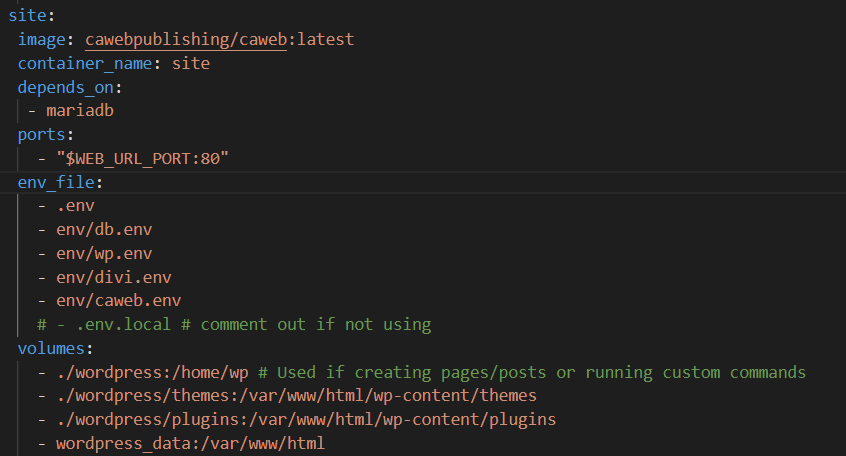 site:
image: cawebpublishing/caweb:latest
container_name: site
depends_on:
- mariadb
ports:
- "$WEB_URL_PORT:80"
env_file:
- .env
- env/db.env
- env/wp.env
- env/divi.env
- env/caweb.env
# - .env.local # comment out if not using
volumes:
- ./wordpress:/home/wp # Used if creating pages/posts or running custom commands
- ./wordpress/themes:/var/www/html/wp-content/themes
- ./wordpress/plugins:/var/www/html/wp-content/plugins
- wordpress_data:/var/www/html